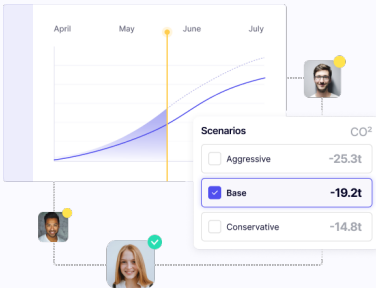 April May June July
Scenarios CO²
Aggressive -25.3t
Base -19.2t
Conservative -14.8t